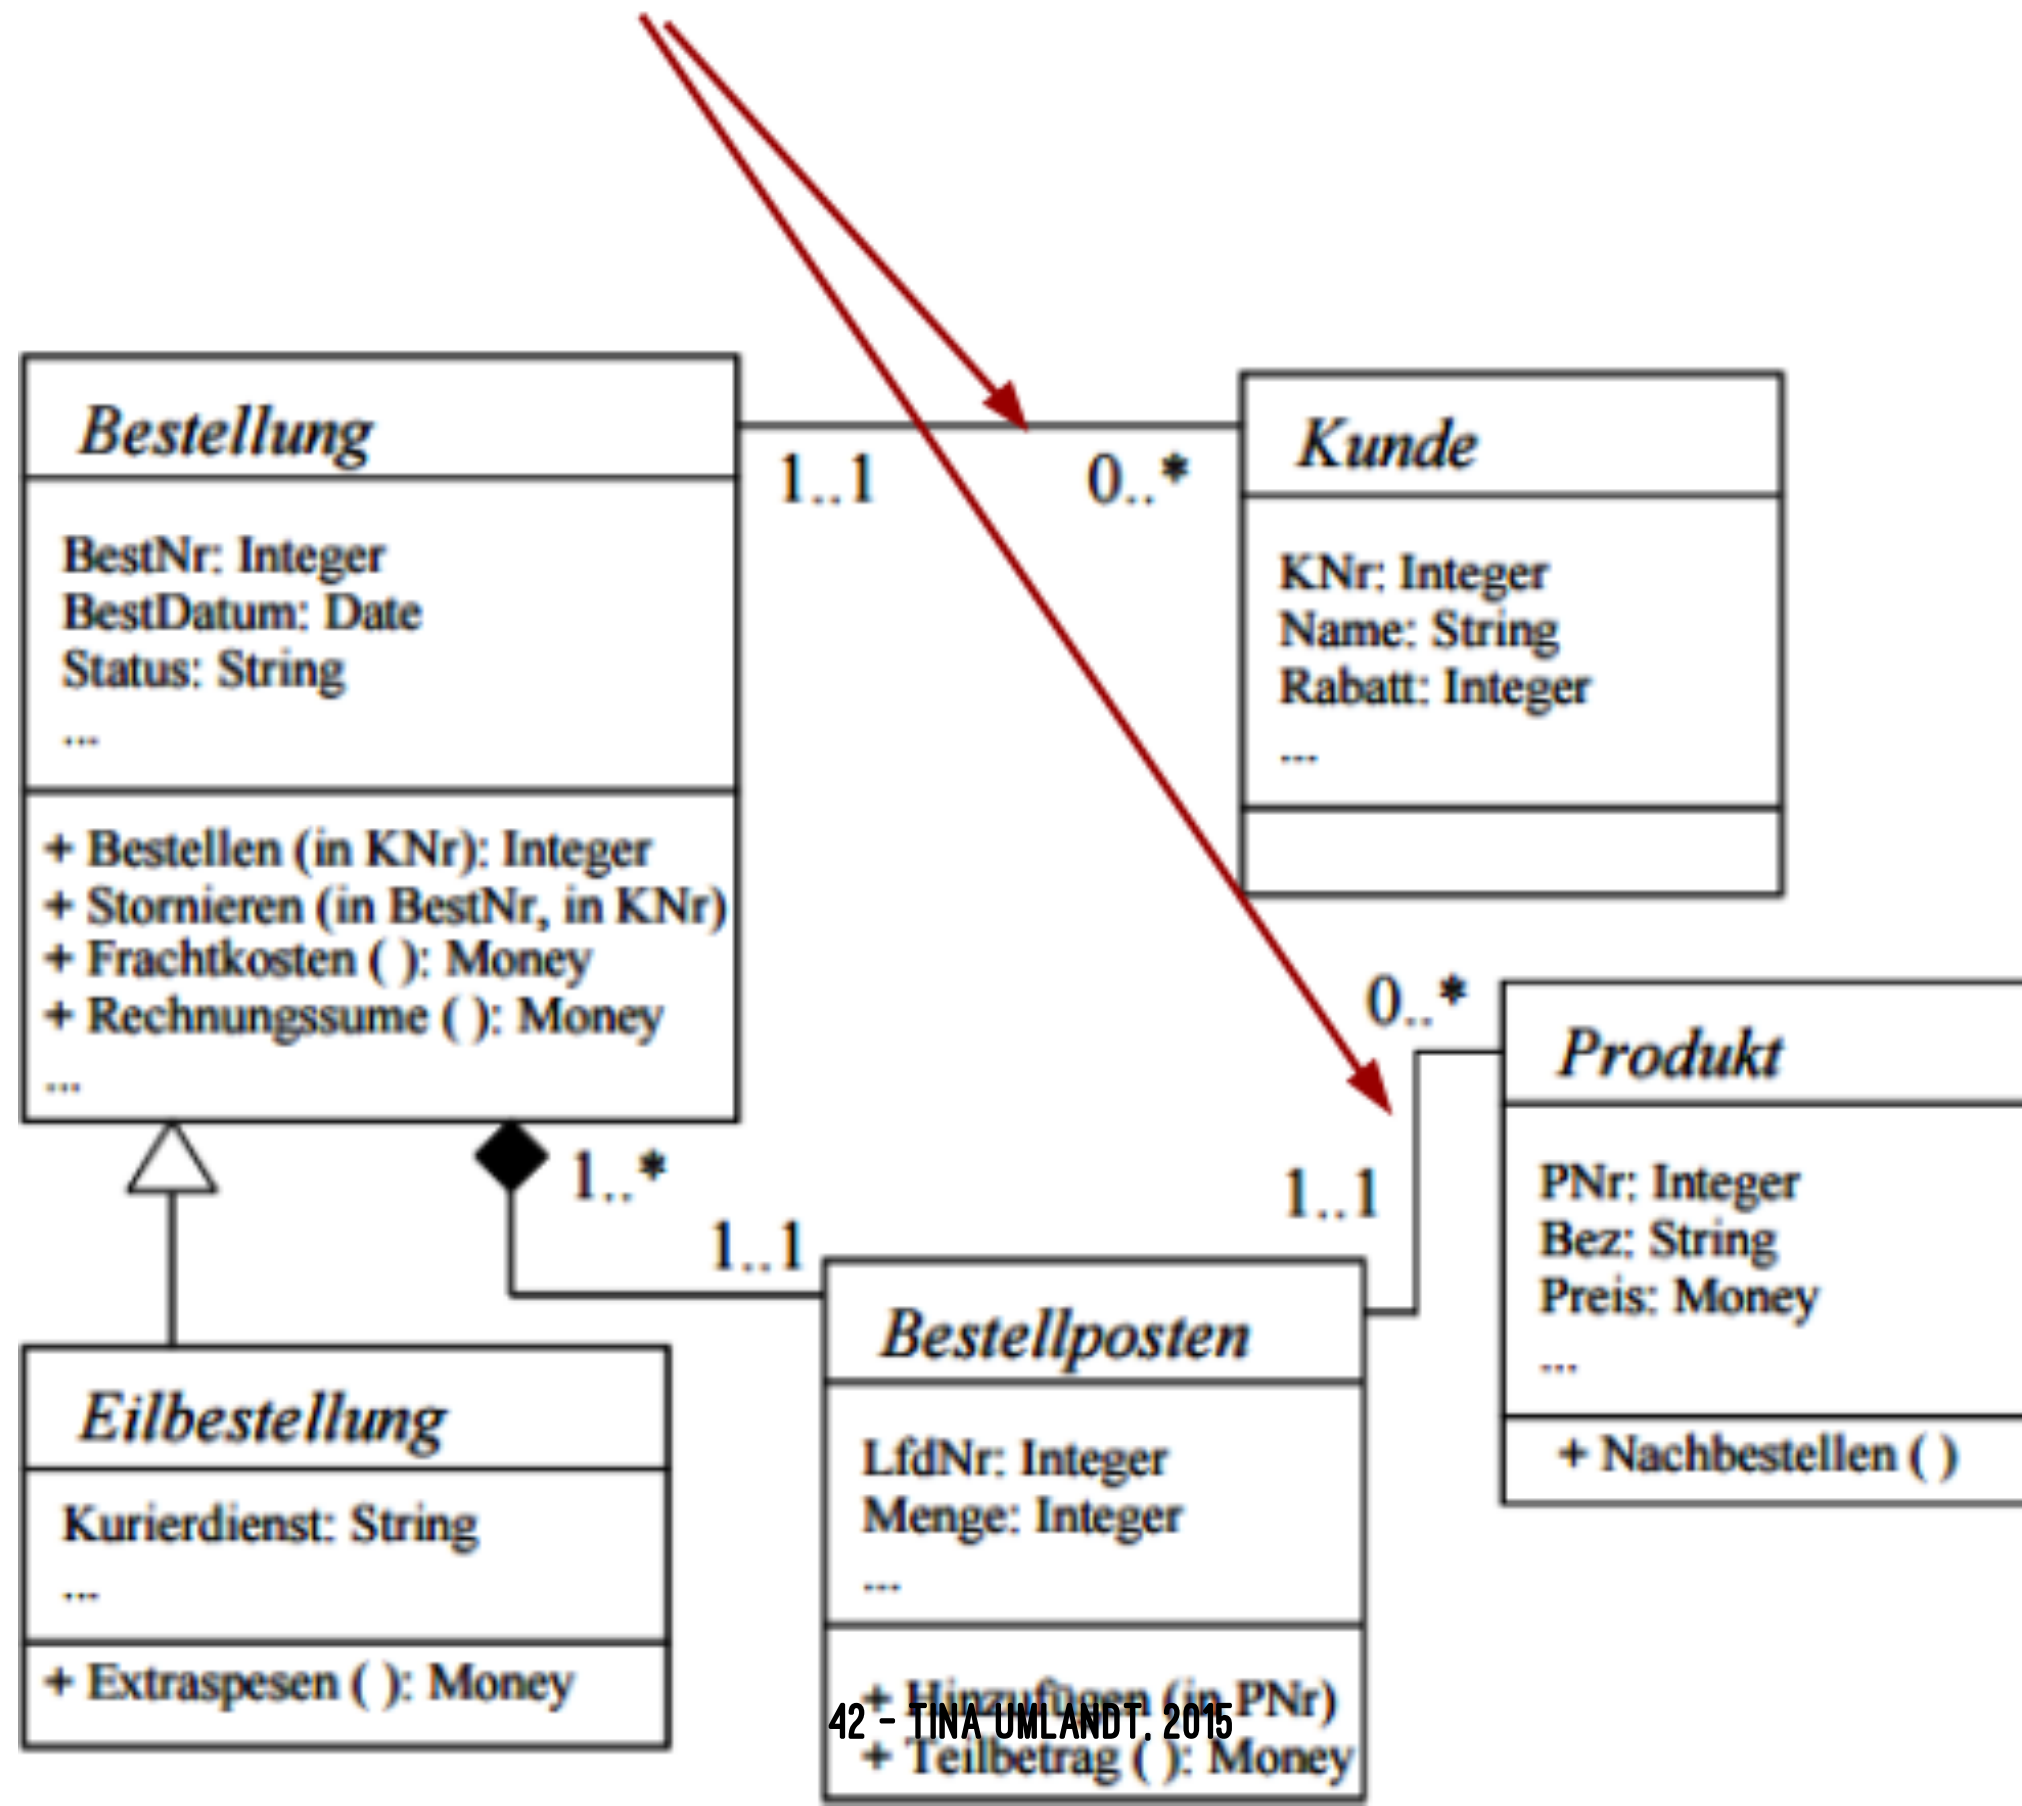 Bestellung
BestNr: Integer
BestDatum: Date
Status: String
...
+ Bestellen (in KNr): Integer
+ Stornieren (in BestNr, in KNr)
+ Frachtkosten ( ): Money
+ Rechnungssume ( ): Money
...
1..1
0..*
Kunde
KNr: Integer
Name: String
Rabatt: Integer
...
0..*
1..1
Produkt
PNr: Integer
Bez: String
Preis: Money
...
+ Nachbestellen ( )
1..*
1..1
Eilbestellung
Kurierdienst: String
...
+ Extraspesen ( ): Money
Bestellposten
LfdNr: Integer
Menge: Integer
...
+ Hinzufügen (in PNr)
42 - TINA UMLANDT, 2015
+ Teilbetrag ( ): Money